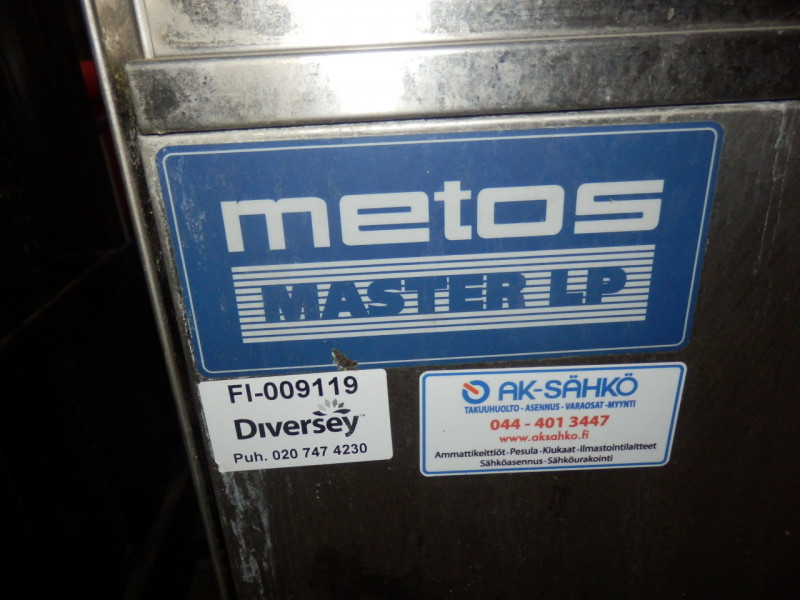 metos
MASTER LP
FI-009119
Diversey™
Puh. 020 747 4230
AK-SÄHKÖ
TAKUUHUOLTO - ASENNUS - VARAOSAT - MYYNTI
044 - 401 3447
www.aksahko.fi
Ammattikeittiöt - Pesula - Kiukaat - Ilmastointilaitteet
Sähköasennus - Sähköurakointi